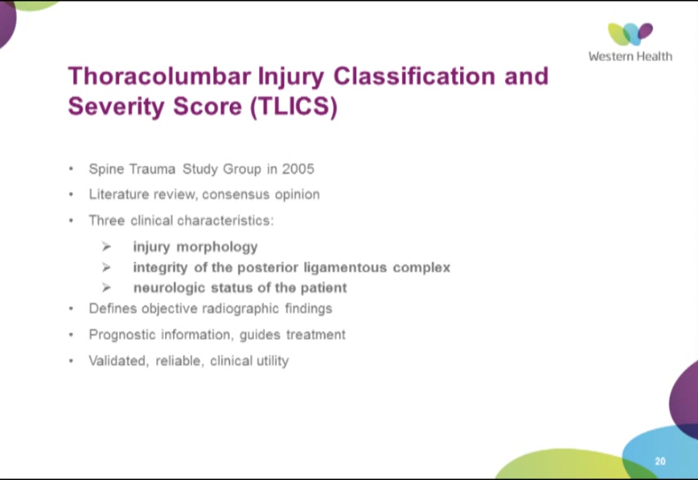 Western Health
Thoracolumbar Injury Classification and
Severity Score (TLICS)
• Spine Trauma Study Group in 2005
• Literature review, consensus opinion
• Three clinical characteristics:
➢ injury morphology
➢ integrity of the posterior ligamentous complex
➢ neurologic status of the patient
• Defines objective radiographic findings
• Prognostic information, guides treatment
• Validated, reliable, clinical utility
20